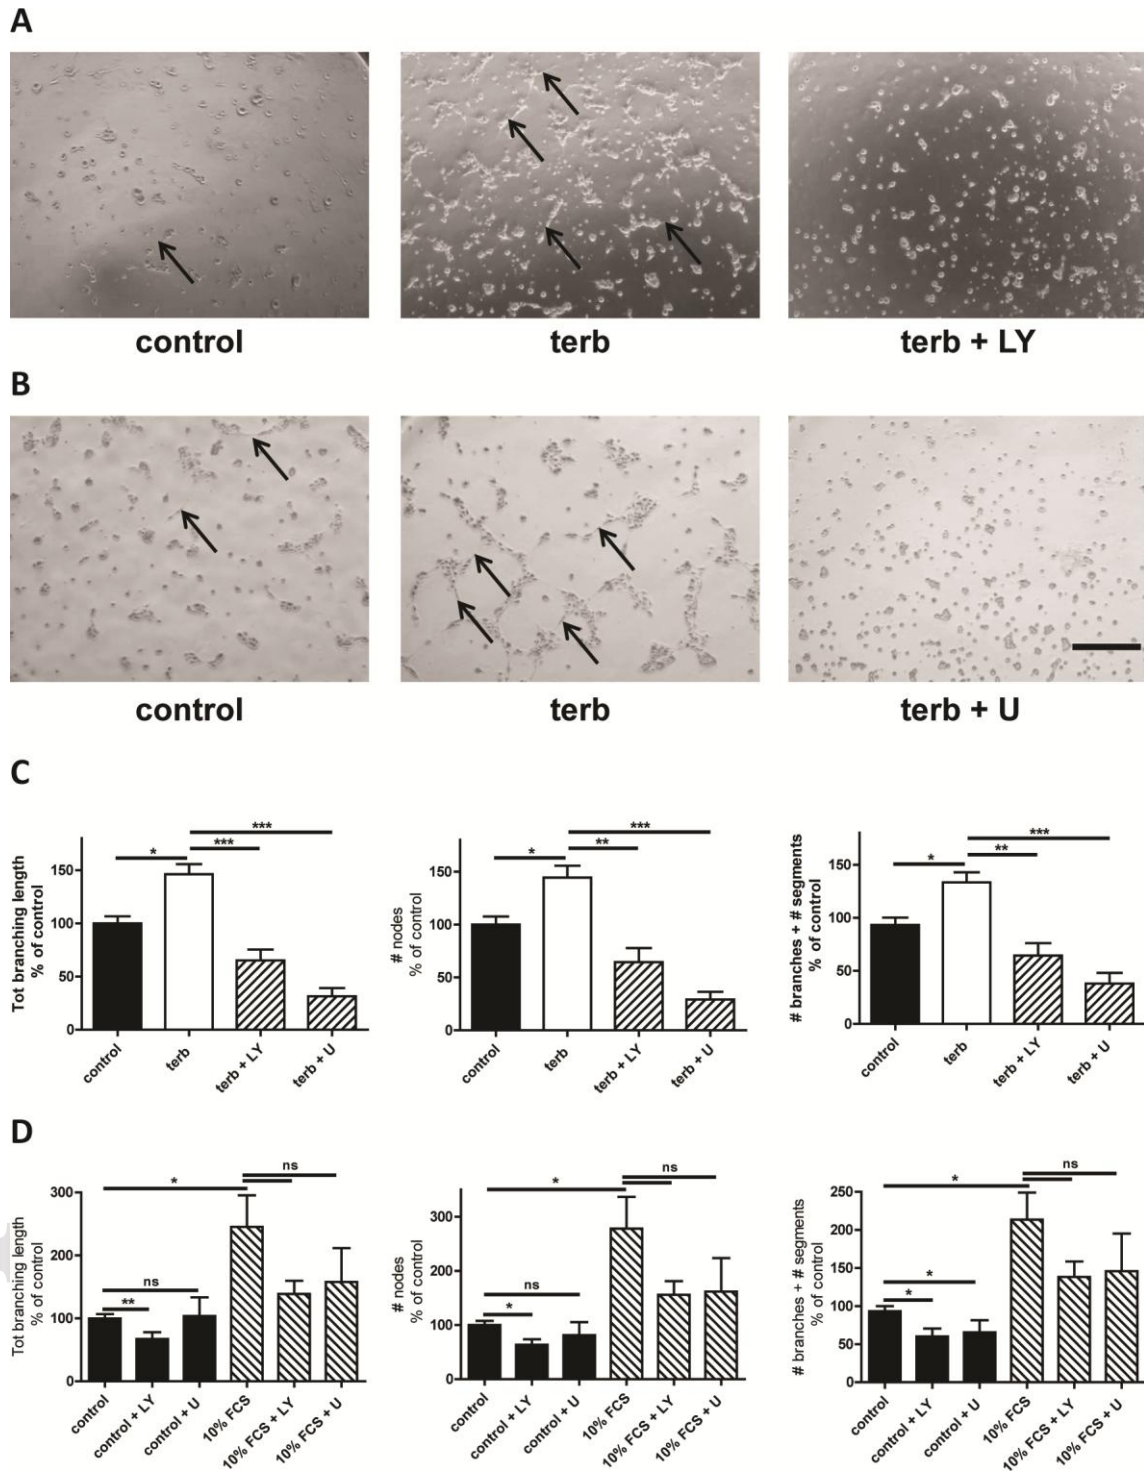 A
control terb terb + LY
B
control terb terb + U
C
Tot branching length
% of control
150
100
50
0
*
***
***
control terb terb + LY terb + U
# nodes
% of control
150
100
50
0
*
**
***
control terb terb + LY terb + U
# branches + # segments
% of control
150
100
50
0
*
**
***
control terb terb + LY terb + U
D
Tot branching length
% of control
300
200
100
0
*
ns
ns
**
control control + LY control + U 10% FCS 10% FCS + LY 10% FCS + U
# nodes
% of control
300
200
100
0
*
ns
ns
*
control control + LY control + U 10% FCS 10% FCS + LY 10% FCS + U
# branches + # segments
% of control
250
200
150
100
50
0
*
ns
*
*
control control + LY control + U 10% FCS 10% FCS + LY 10% FCS + U